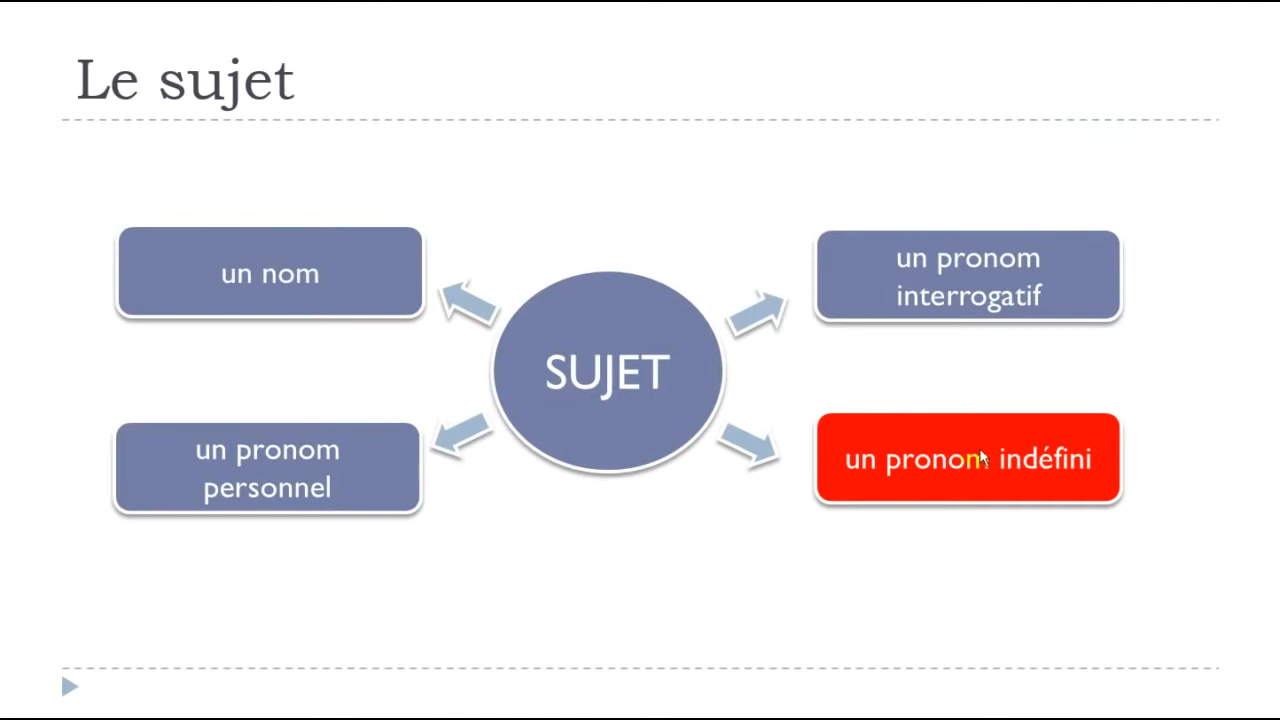 Le sujet
un nom
un pronom
interrogatif
SUJET
un pronom
personnel
un pronom indéfini